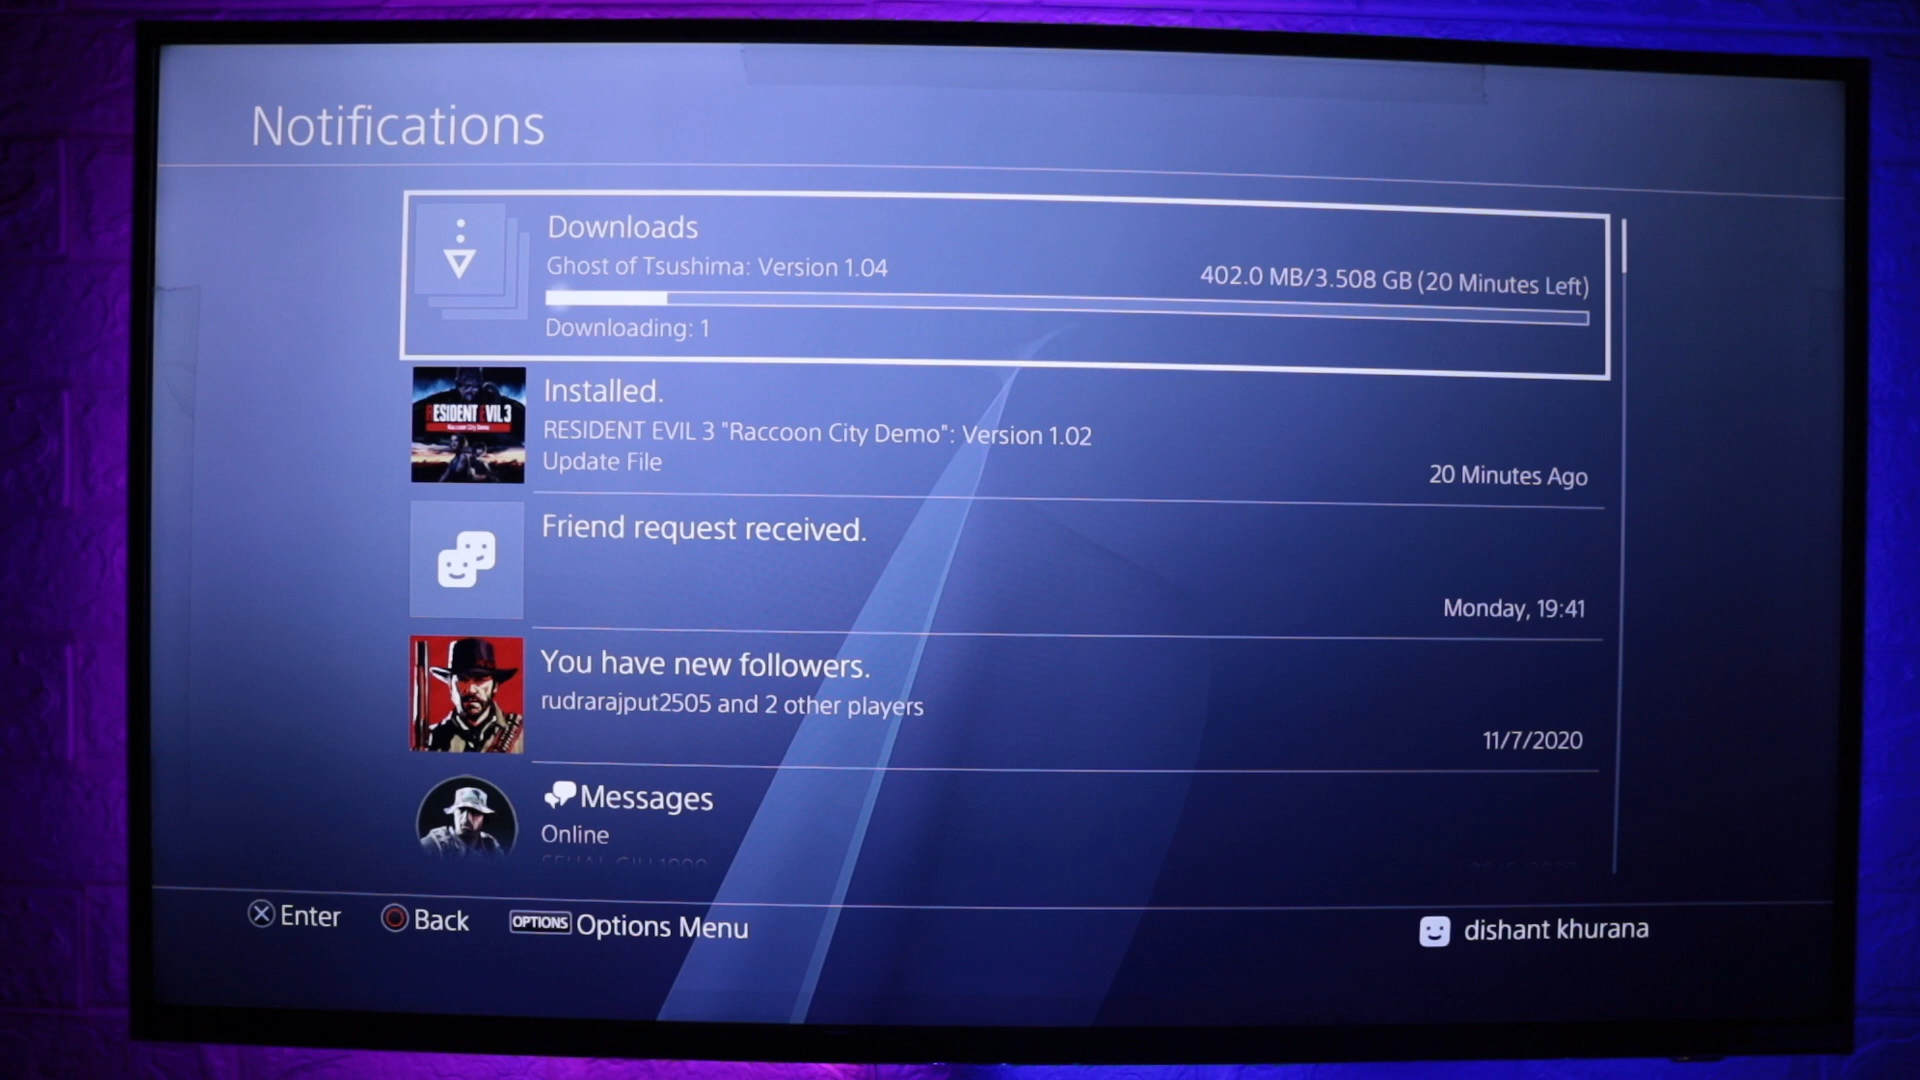 Notifications
Downloads
Ghost of Tsushima: Version 1.04
402.0 MB/3.508 GB (20 Minutes Left)
Downloading: 1
RESIDENT EVIL 3
Raccoon City Demo
Installed.
RESIDENT EVIL 3 "Raccoon City Demo": Version 1.02
Update File
20 Minutes Ago
Friend request received.
Monday, 19:41
You have new followers.
rudrarajput2505 and 2 other players
11/7/2020
Messages
Online
Enter
Back
OPTIONS Options Menu
dishant khurana